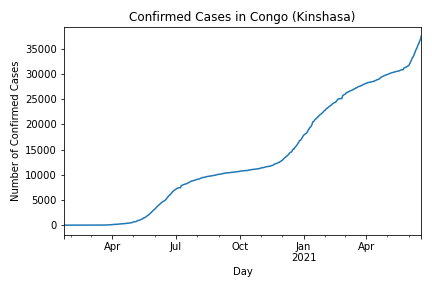 Confirmed Cases in Congo (Kinshasa)
Number of Confirmed Cases
35000
30000
25000
20000
15000
10000
5000
0
Apr
Jul
Oct
Jan
2021
Apr
Day